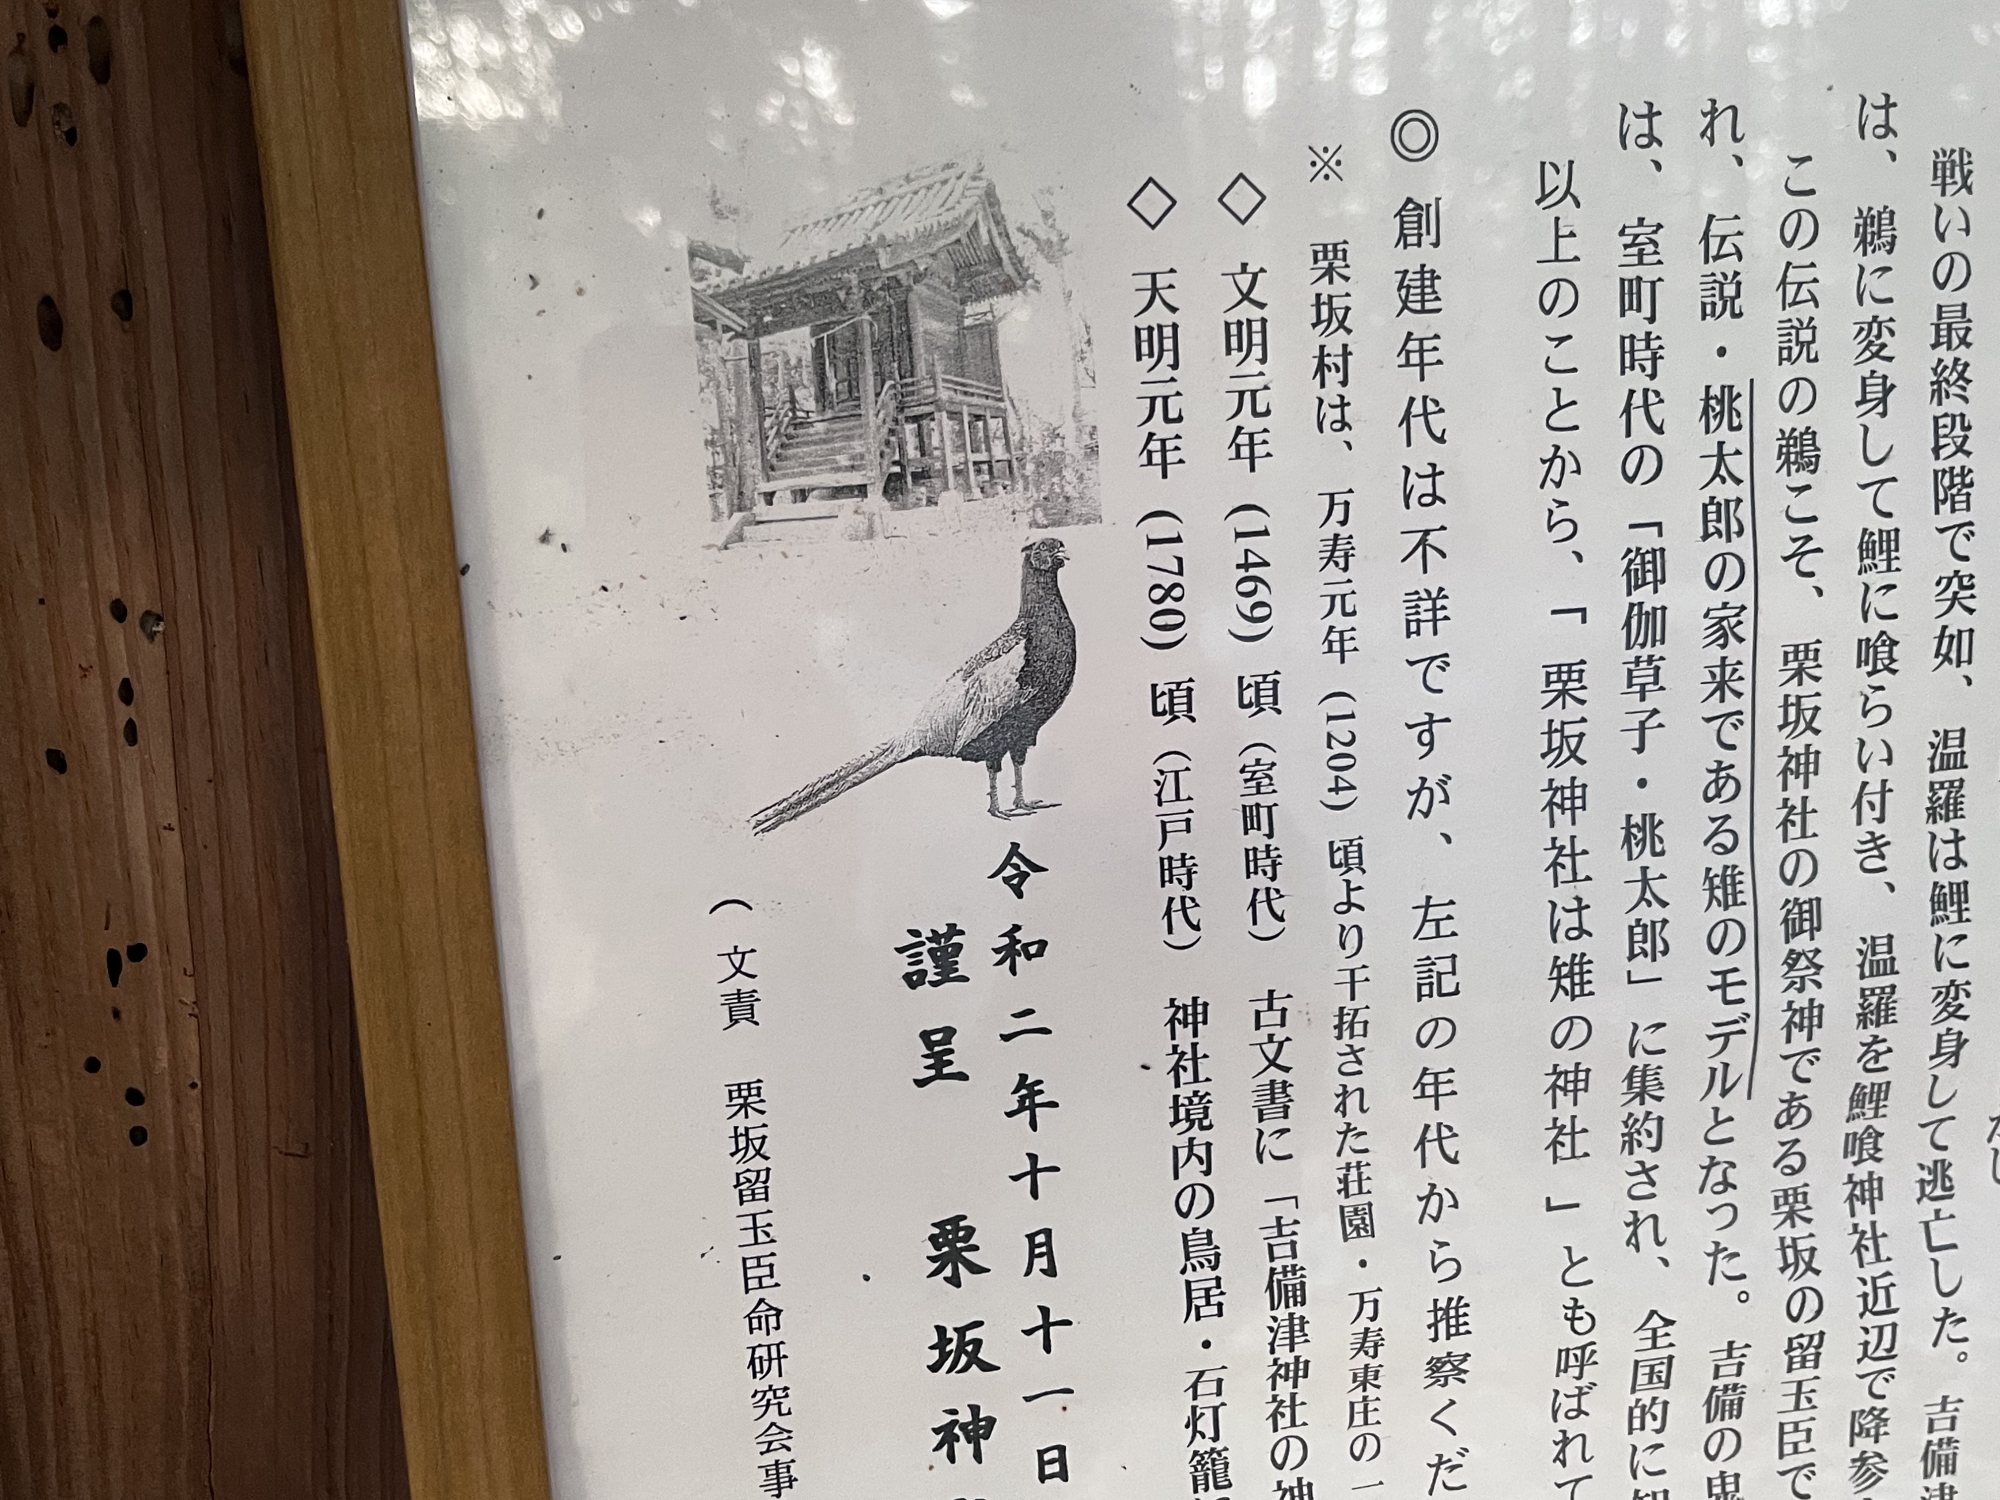 戦いの最終段階で突如、温羅は鯉に変身して逃亡した。吉備津
は、鵜に変身して鯉に喰らい付き、温羅を鯉喰神社近辺で降参
この伝説の鵜こそ、栗坂神社の御祭神である栗坂の留玉臣で
れ、伝説・桃太郎の家来である雉のモデルとなった。吉備の鬼
は、室町時代の「御伽草子・桃太郎」に集約され、全国的に知
以上のことから、「栗坂神社は雉の神社」とも呼ばれて
◎ 創建年代は不詳ですが、左記の年代から推察くだ
※ 栗坂村は、万寿元年(1204)頃より干拓された荘園・万寿東庄の一
◇ 文明元年(1469)頃(室町時代) 古文書に「吉備津神社の神
◇ 天明元年(1780)頃(江戸時代) 神社境内の鳥居・石灯籠
令和二年十月十一日
謹呈 栗坂神
(文責 栗坂留玉臣命研究会事